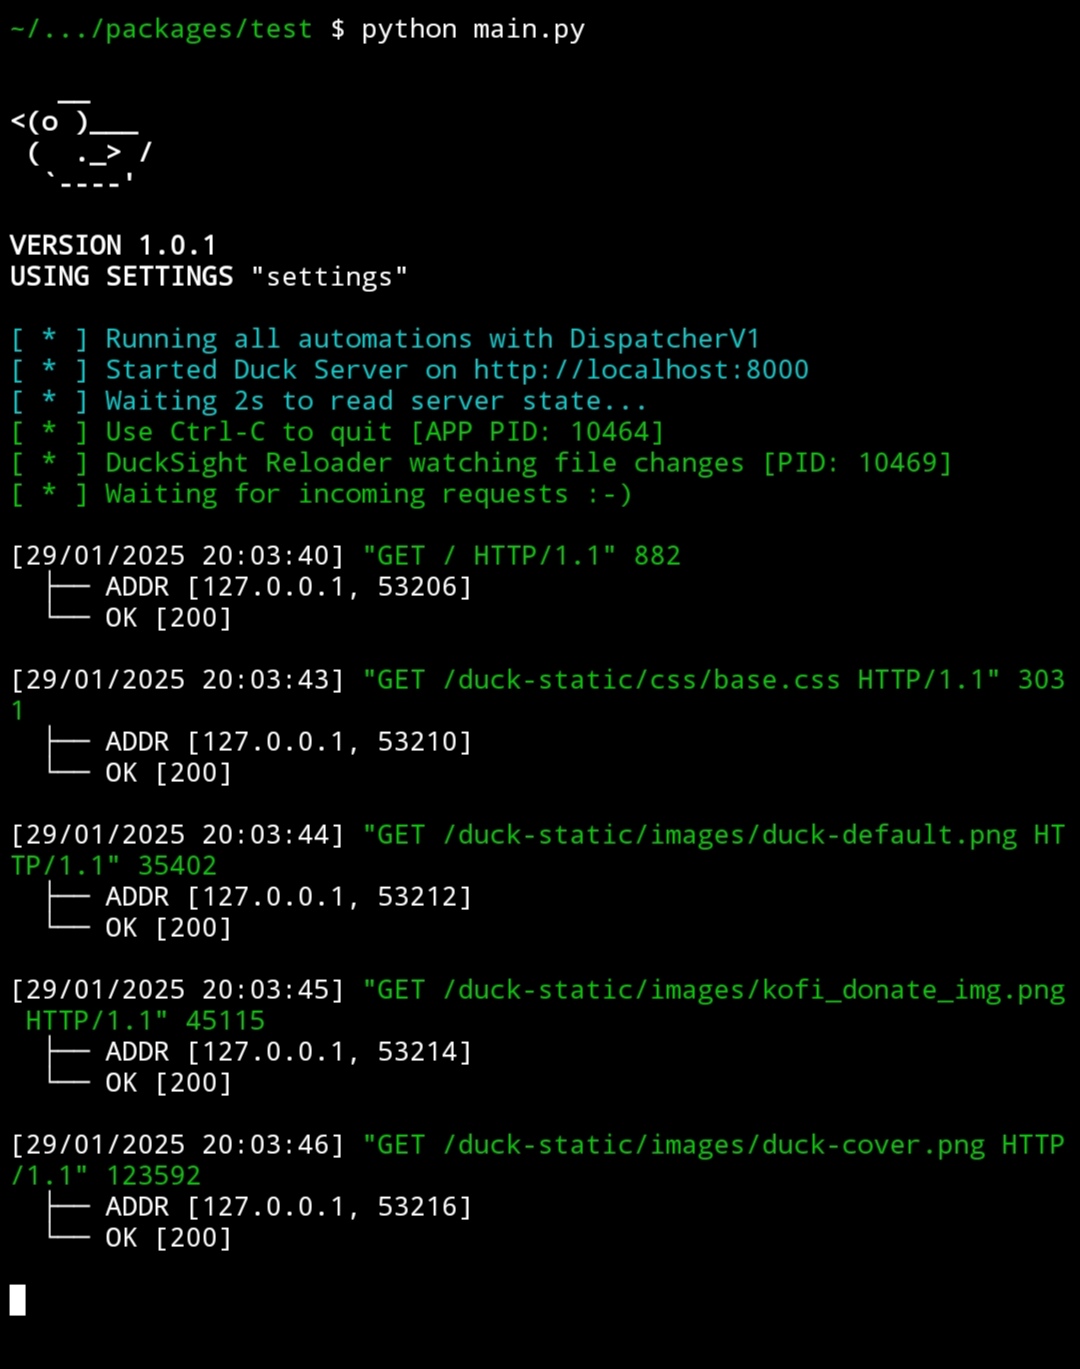 ~/.../packages/test $ python main.py
    __
<(o )___
 (  ._> /
  `----'
VERSION 1.0.1
USING SETTINGS "settings"
[ * ] Running all automations with DispatcherV1
[ * ] Started Duck Server on http://localhost:8000
[ * ] Waiting 2s to read server state...
[ * ] Use Ctrl-C to quit [APP PID: 10464]
[ * ] DuckSight Reloader watching file changes [PID: 10469]
[ * ] Waiting for incoming requests :-)
[29/01/2025 20:03:40] "GET / HTTP/1.1" 882
  ├── ADDR [127.0.0.1, 53206]
  └── OK [200]
[29/01/2025 20:03:43] "GET /duck-static/css/base.css HTTP/1.1" 303
1
  ├── ADDR [127.0.0.1, 53210]
  └── OK [200]
[29/01/2025 20:03:44] "GET /duck-static/images/duck-default.png HT
TP/1.1" 35402
  ├── ADDR [127.0.0.1, 53212]
  └── OK [200]
[29/01/2025 20:03:45] "GET /duck-static/images/kofi_donate_img.png
 HTTP/1.1" 45115
  ├── ADDR [127.0.0.1, 53214]
  └── OK [200]
[29/01/2025 20:03:46] "GET /duck-static/images/duck-cover.png HTTP
/1.1" 123592
  ├── ADDR [127.0.0.1, 53216]
  └── OK [200]